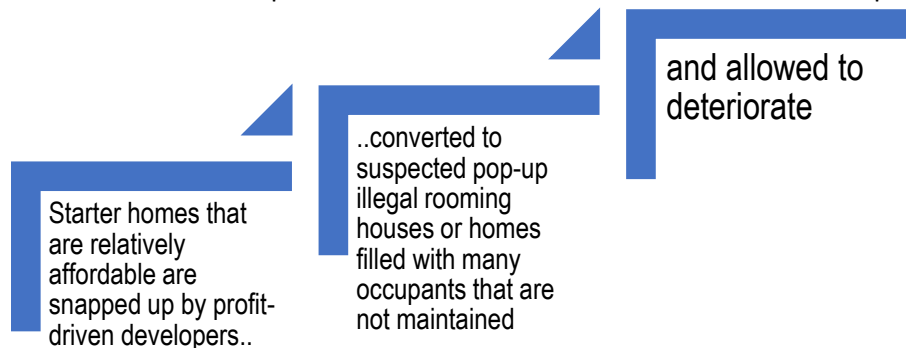 Starter homes that
are relatively
affordable are
snapped up by profit-
driven developers..
..converted to
suspected pop-up
illegal rooming
houses or homes
filled with many
occupants that are
not maintained
and allowed to
deteriorate